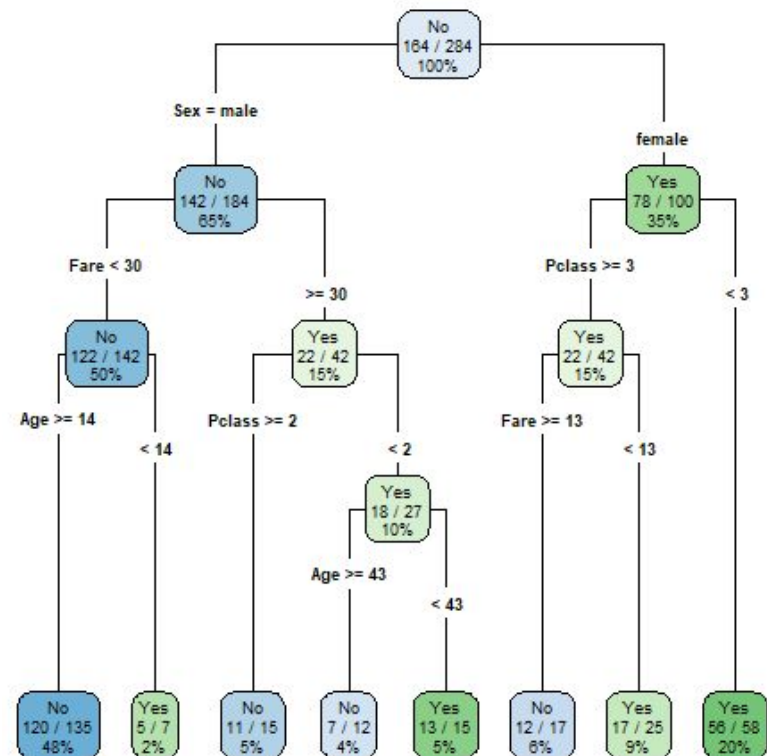 No
164 / 284
100%
Sex = male
female
No
142 / 184
65%
Yes
78 / 100
35%
Fare < 30
>= 30
Pclass >= 3
< 3
No
122 / 142
50%
Yes
22 / 42
15%
Yes
22 / 42
15%
Age >= 14
< 14
Pclass >= 2
< 2
Fare >= 13
< 13
Yes
18 / 27
10%
Age >= 43
< 43
No
120 / 135
48%
Yes
5 / 7
2%
No
11 / 15
5%
No
7 / 12
4%
Yes
13 / 15
5%
No
12 / 17
6%
Yes
17 / 25
9%
Yes
56 / 58
20%